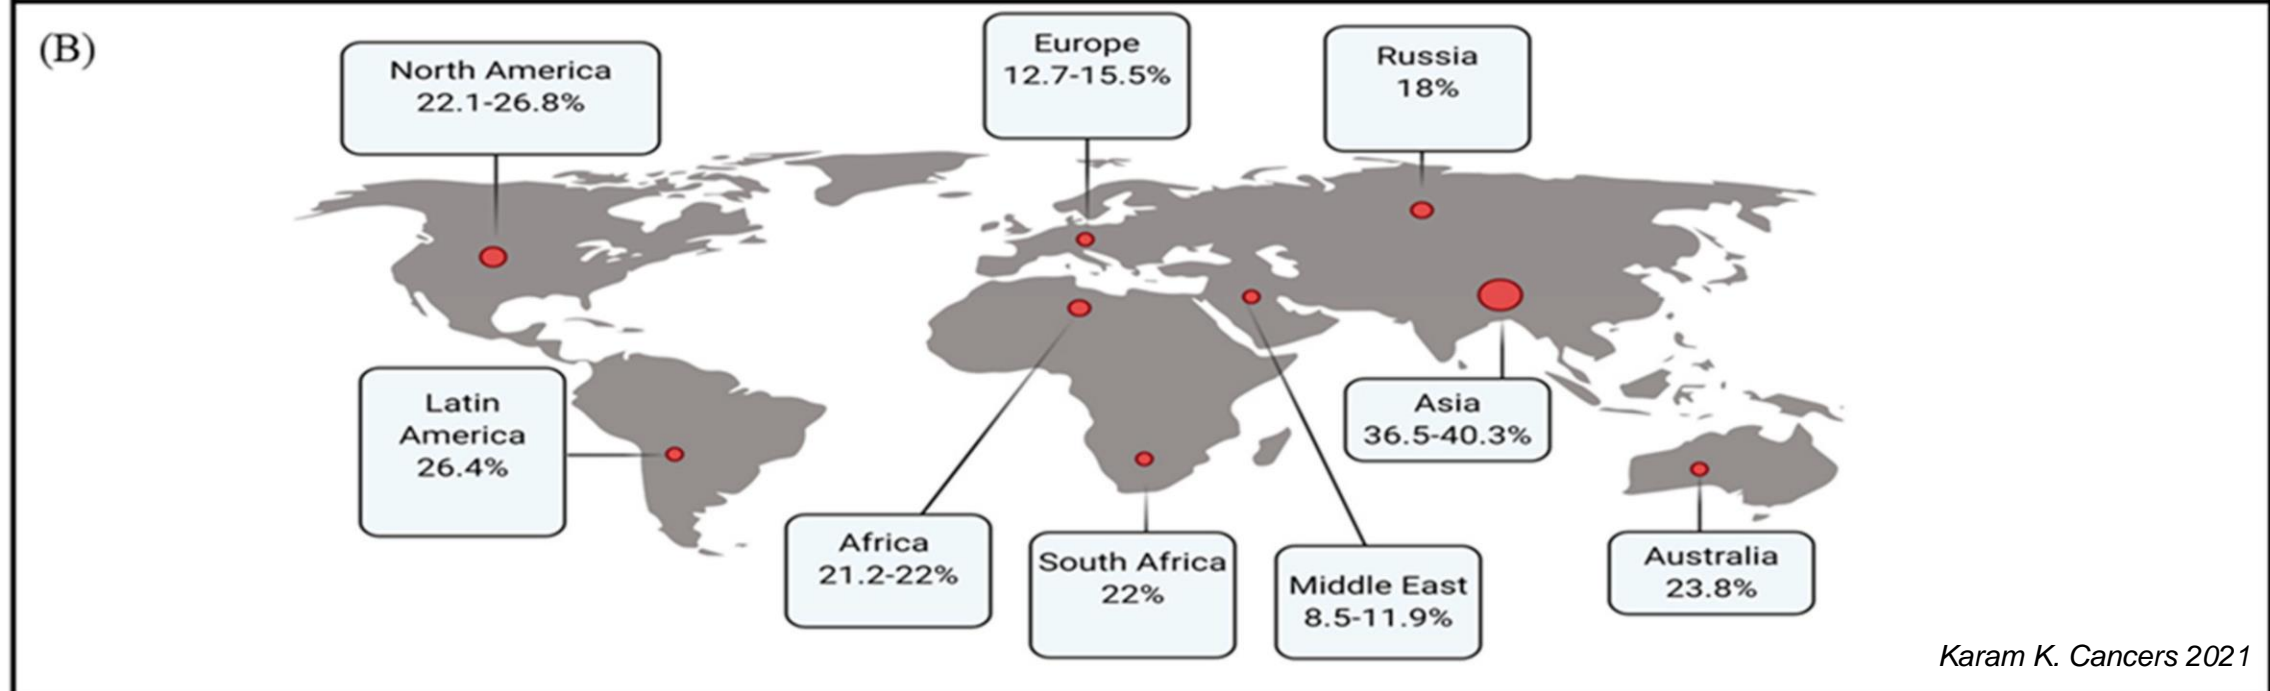 (B)
North America
22.1-26.8%
Europe
12.7-15.5%
Russia
18%
Latin
America
26.4%
Asia
36.5-40.3%
Africa
21.2-22%
South Africa
22%
Middle East
8.5-11.9%
Australia
23.8%
Karam K. Cancers 2021